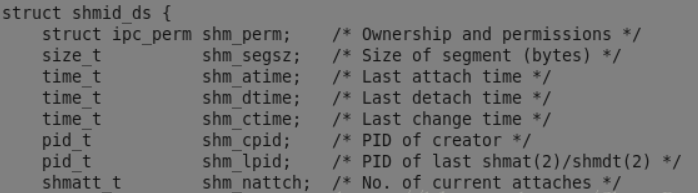 struct shmid_ds {
    struct ipc_perm shm_perm;    /* Ownership and permissions */
    size_t          shm_segsz;   /* Size of segment (bytes) */
    time_t          shm_atime;   /* Last attach time */
    time_t          shm_dtime;   /* Last detach time */
    time_t          shm_ctime;   /* Last change time */
    pid_t           shm_cpid;    /* PID of creator */
    pid_t           shm_lpid;    /* PID of last shmat(2)/shmdt(2) */
    shmatt_t        shm_nattch;  /* No. of current attaches */